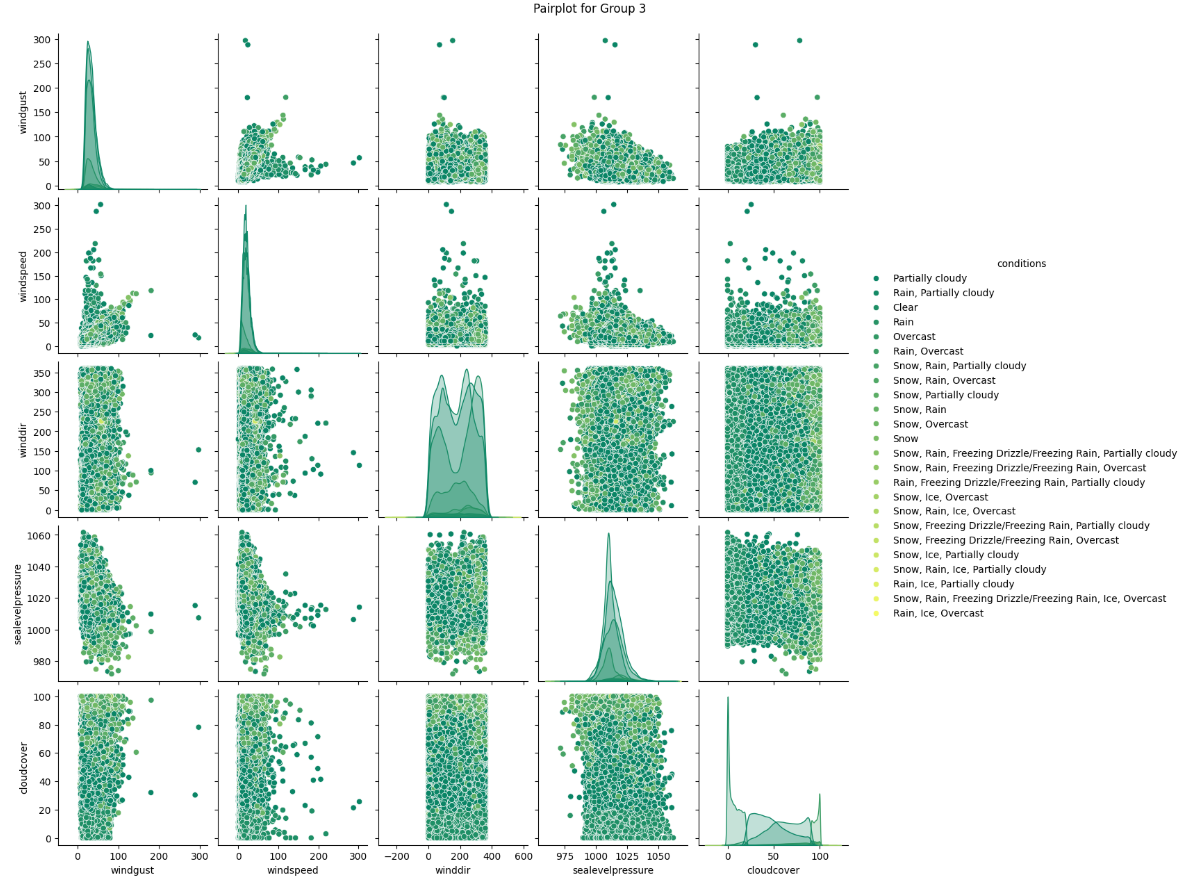 Pairplot for Group 3
300
250
200
150
100
50
0
windgust
300
250
200
150
100
50
0
windspeed
350
300
250
200
150
100
50
0
winddir
1060
1040
1020
1000
980
sealevelpressure
100
80
60
40
20
0
cloudcover
0 100 200 300
windgust
0 100 200 300
windspeed
−200 0 200 400 600
winddir
975 1000 1025 1050
sealevelpressure
0 50 100
cloudcover
conditions
Partially cloudy
Rain, Partially cloudy
Clear
Rain
Overcast
Rain, Overcast
Snow, Rain, Partially cloudy
Snow, Rain, Overcast
Snow, Partially cloudy
Snow, Rain
Snow, Overcast
Snow
Snow, Rain, Freezing Drizzle/Freezing Rain, Partially cloudy
Snow, Rain, Freezing Drizzle/Freezing Rain, Overcast
Rain, Freezing Drizzle/Freezing Rain, Partially cloudy
Snow, Ice, Overcast
Snow, Rain, Ice, Overcast
Snow, Freezing Drizzle/Freezing Rain, Partially cloudy
Snow, Freezing Drizzle/Freezing Rain, Overcast
Snow, Ice, Partially cloudy
Snow, Rain, Ice, Partially cloudy
Rain, Ice, Partially cloudy
Snow, Rain, Freezing Drizzle/Freezing Rain, Ice, Overcast
Rain, Ice, Overcast